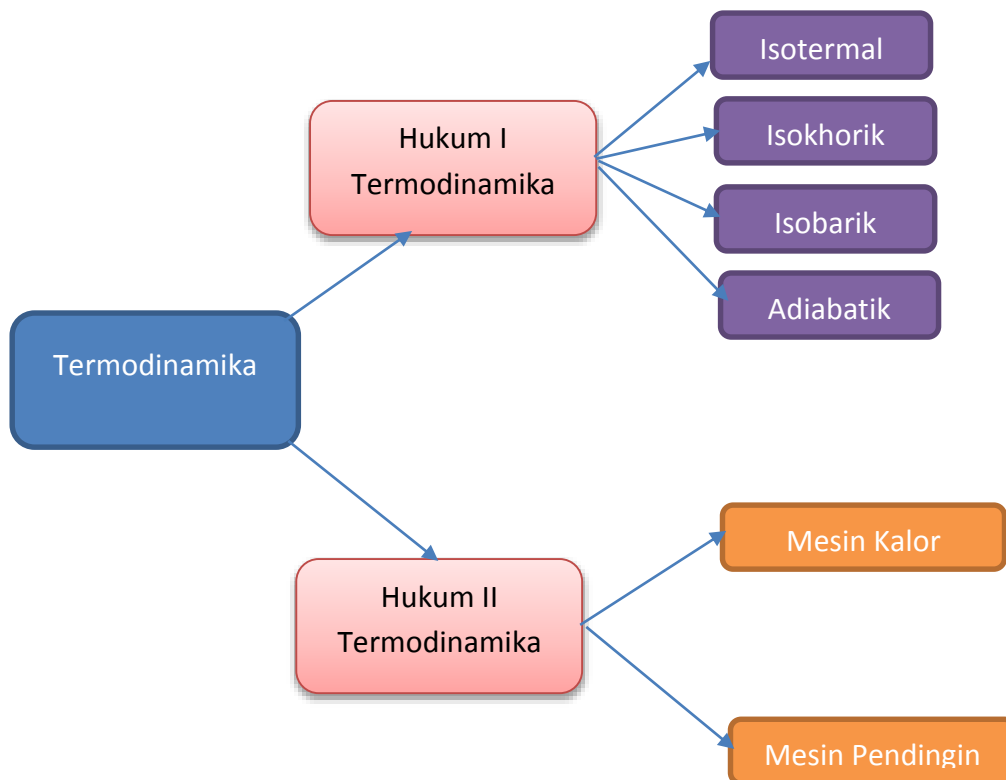 Isotermal
Hukum I
Termodinamika
Isokhorik
Isobarik
Adiabatik
Termodinamika
Mesin Kalor
Hukum II
Termodinamika
Mesin Pendingin